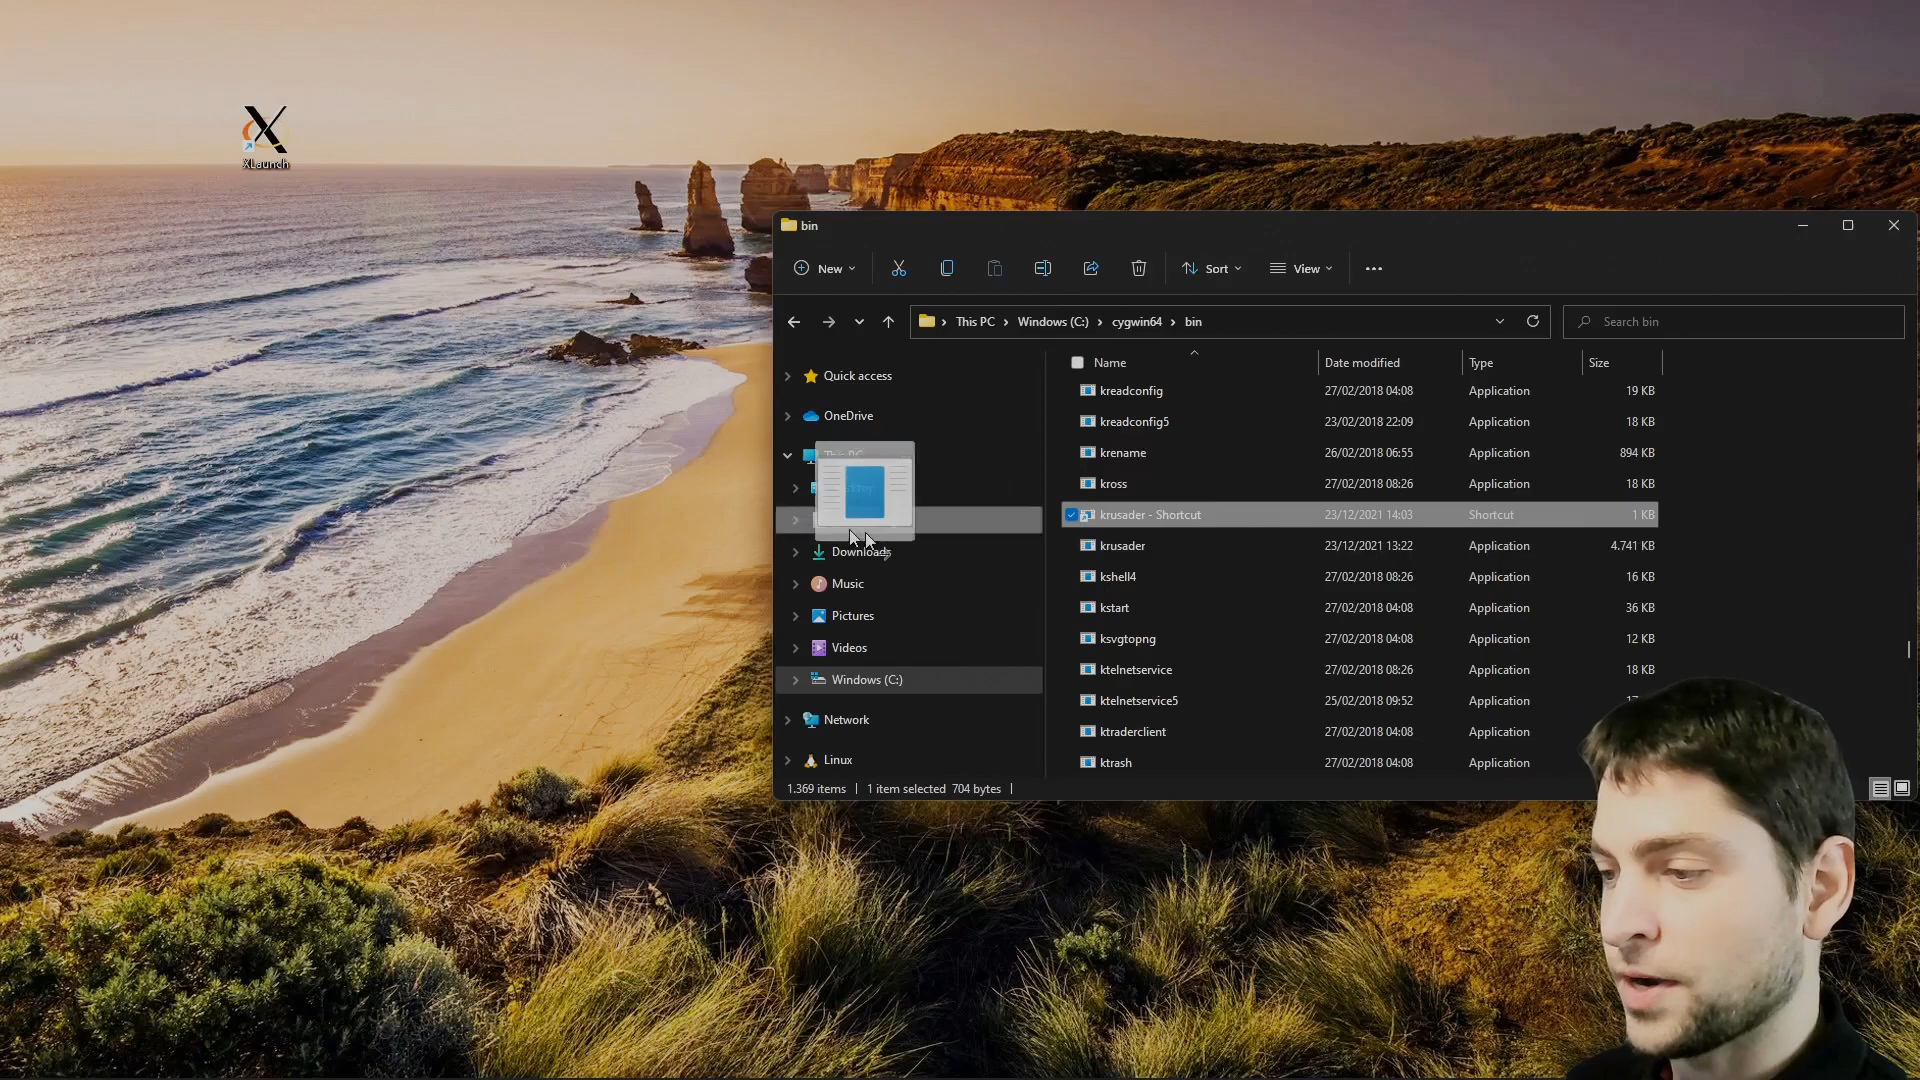 XLaunch
bin
New
Sort
View
This PC
Windows (C:)
cygwin64
bin
Search bin
Quick access
OneDrive
This PC
Downloads
Music
Pictures
Videos
Windows (C:)
Network
Linux
Name Date modified Type Size
kreadconfig 27/02/2018 04:08 Application 19 KB
kreadconfig5 23/02/2018 22:09 Application 18 KB
krename 26/02/2018 06:55 Application 894 KB
kross 27/02/2018 08:26 Application 18 KB
krusader - Shortcut 23/12/2021 14:03 Shortcut 1 KB
krusader 23/12/2021 13:22 Application 4.741 KB
kshell4 27/02/2018 08:26 Application 16 KB
kstart 27/02/2018 04:08 Application 36 KB
ksvgtopng 27/02/2018 04:08 Application 12 KB
ktelnetservice 27/02/2018 08:26 Application 18 KB
ktelnetservice5 25/02/2018 09:52 Application
ktraderclient 27/02/2018 04:08 Application
ktrash 27/02/2018 04:08 Application
1.369 items 1 item selected 704 bytes